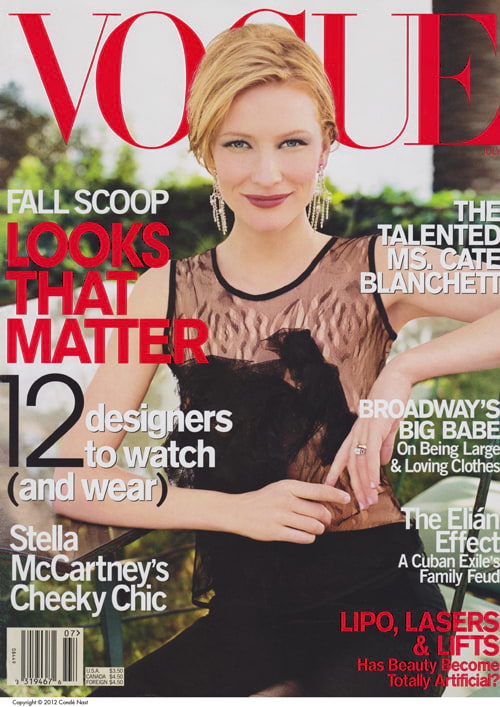 VOGUE
FALL SCOOP
LOOKS
THAT
MATTER
12
designers
to watch
(and wear)
Stella
McCartney's
Cheeky Chic
THE
TALENTED
MS. CATE
BLANCHETT
BROADWAY'S
BIG BABE
On Being Large
& Loving Clothes
The Elián
Effect
A Cuban Exile's
Family Feud
LIPO, LASERS
& LIFTS
Has Beauty Become
Totally Artificial?
07>
U.S.A. $3.50
CANADA $4.50
FOREIGN $4.50
Copyright © 2012 Condé Nast